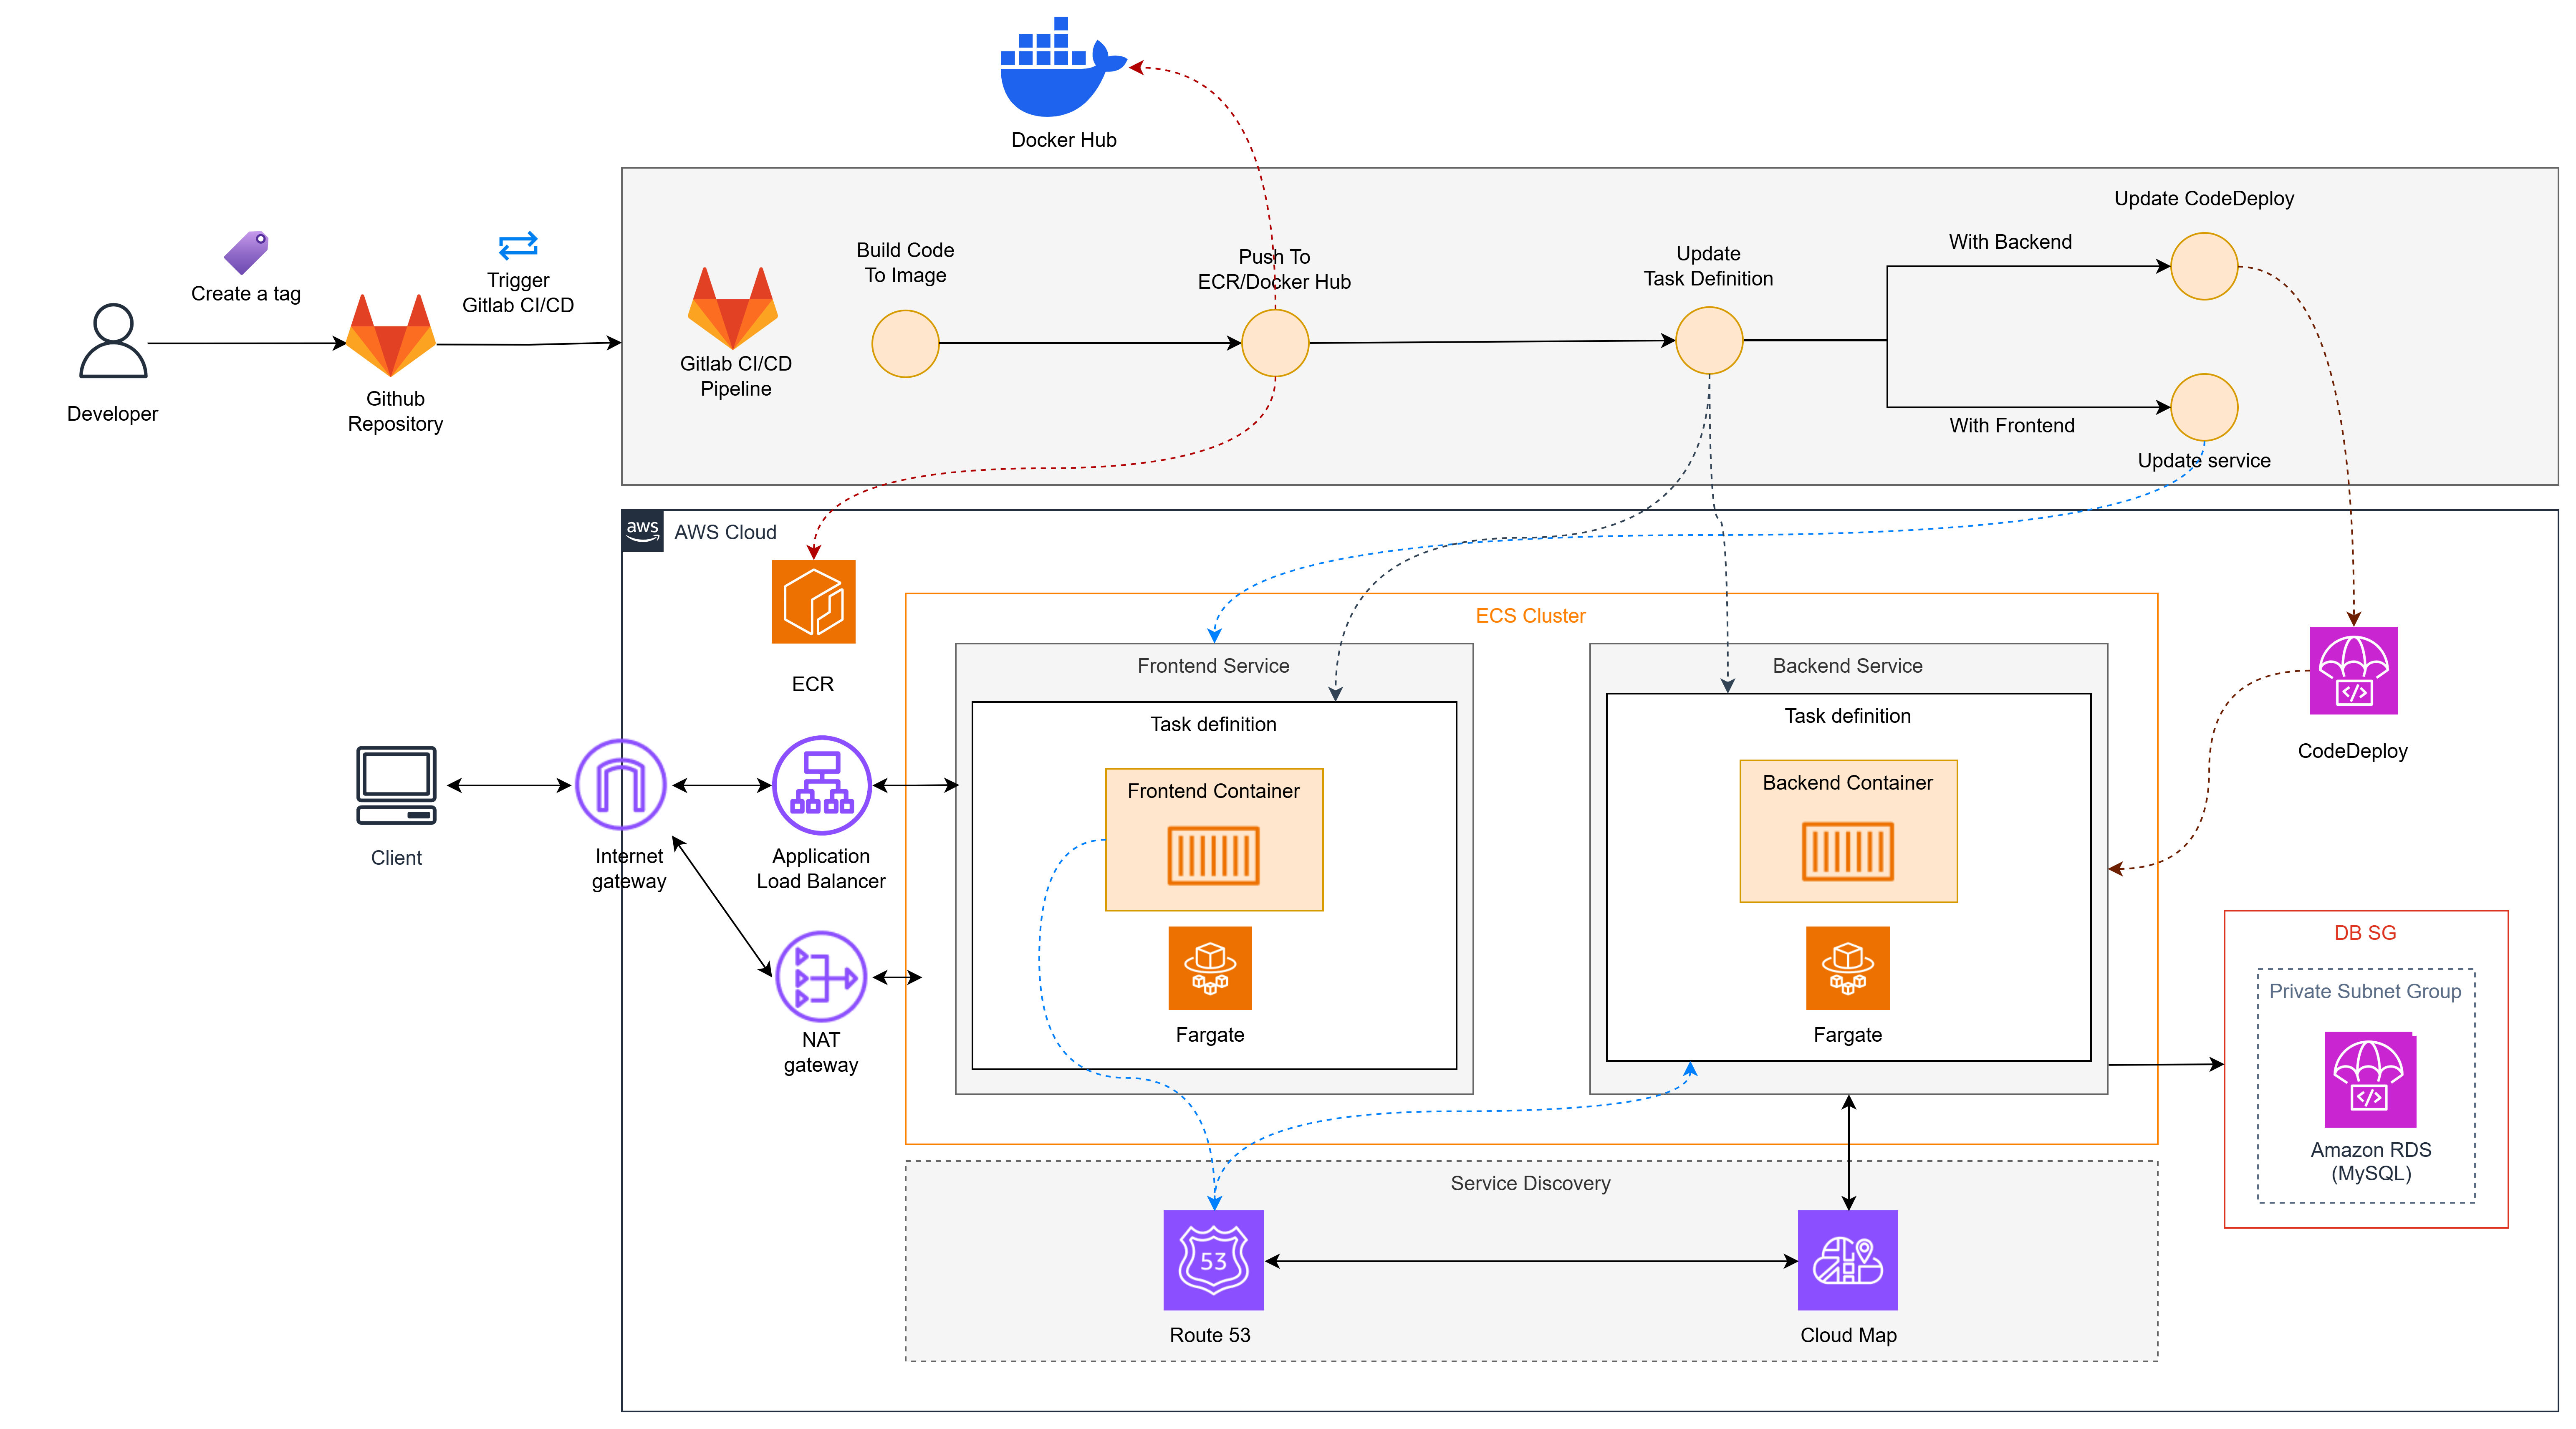 Docker Hub
Update CodeDeploy
Create a tag
Trigger
Gitlab CI/CD
Build Code
To Image
Push To
ECR/Docker Hub
Update
Task Definition
With Backend
Developer
Github
Repository
Gitlab CI/CD
Pipeline
With Frontend
Update service
aws
AWS Cloud
ECR
ECS Cluster
Frontend Service
Task definition
Frontend Container
Fargate
Backend Service
Task definition
Backend Container
Fargate
</>
CodeDeploy
Client
Internet
gateway
Application
Load Balancer
NAT
gateway
DB SG
Private Subnet Group
</>
Amazon RDS
(MySQL)
Service Discovery
53
Route 53
Cloud Map